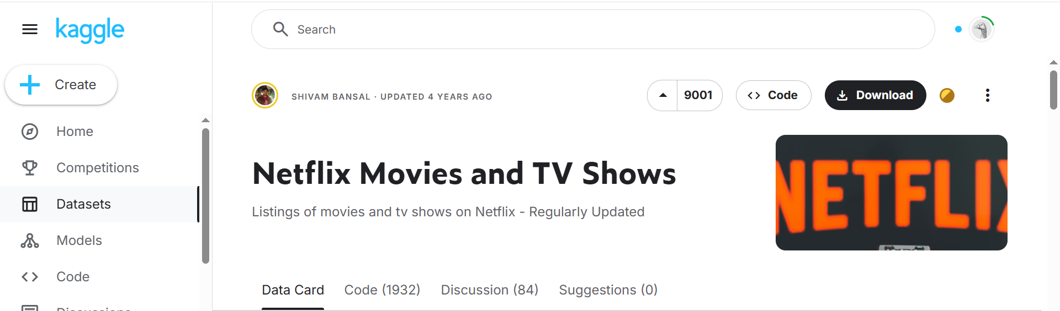 kaggle
Search
Create
SHIVAM BANSAL · UPDATED 4 YEARS AGO
9001
Code
Download
Home
Competitions
Datasets
Models
Code
Netflix Movies and TV Shows
Listings of movies and tv shows on Netflix - Regularly Updated
NETFLIX
Data Card
Code (1932)
Discussion (84)
Suggestions (0)
Discussions